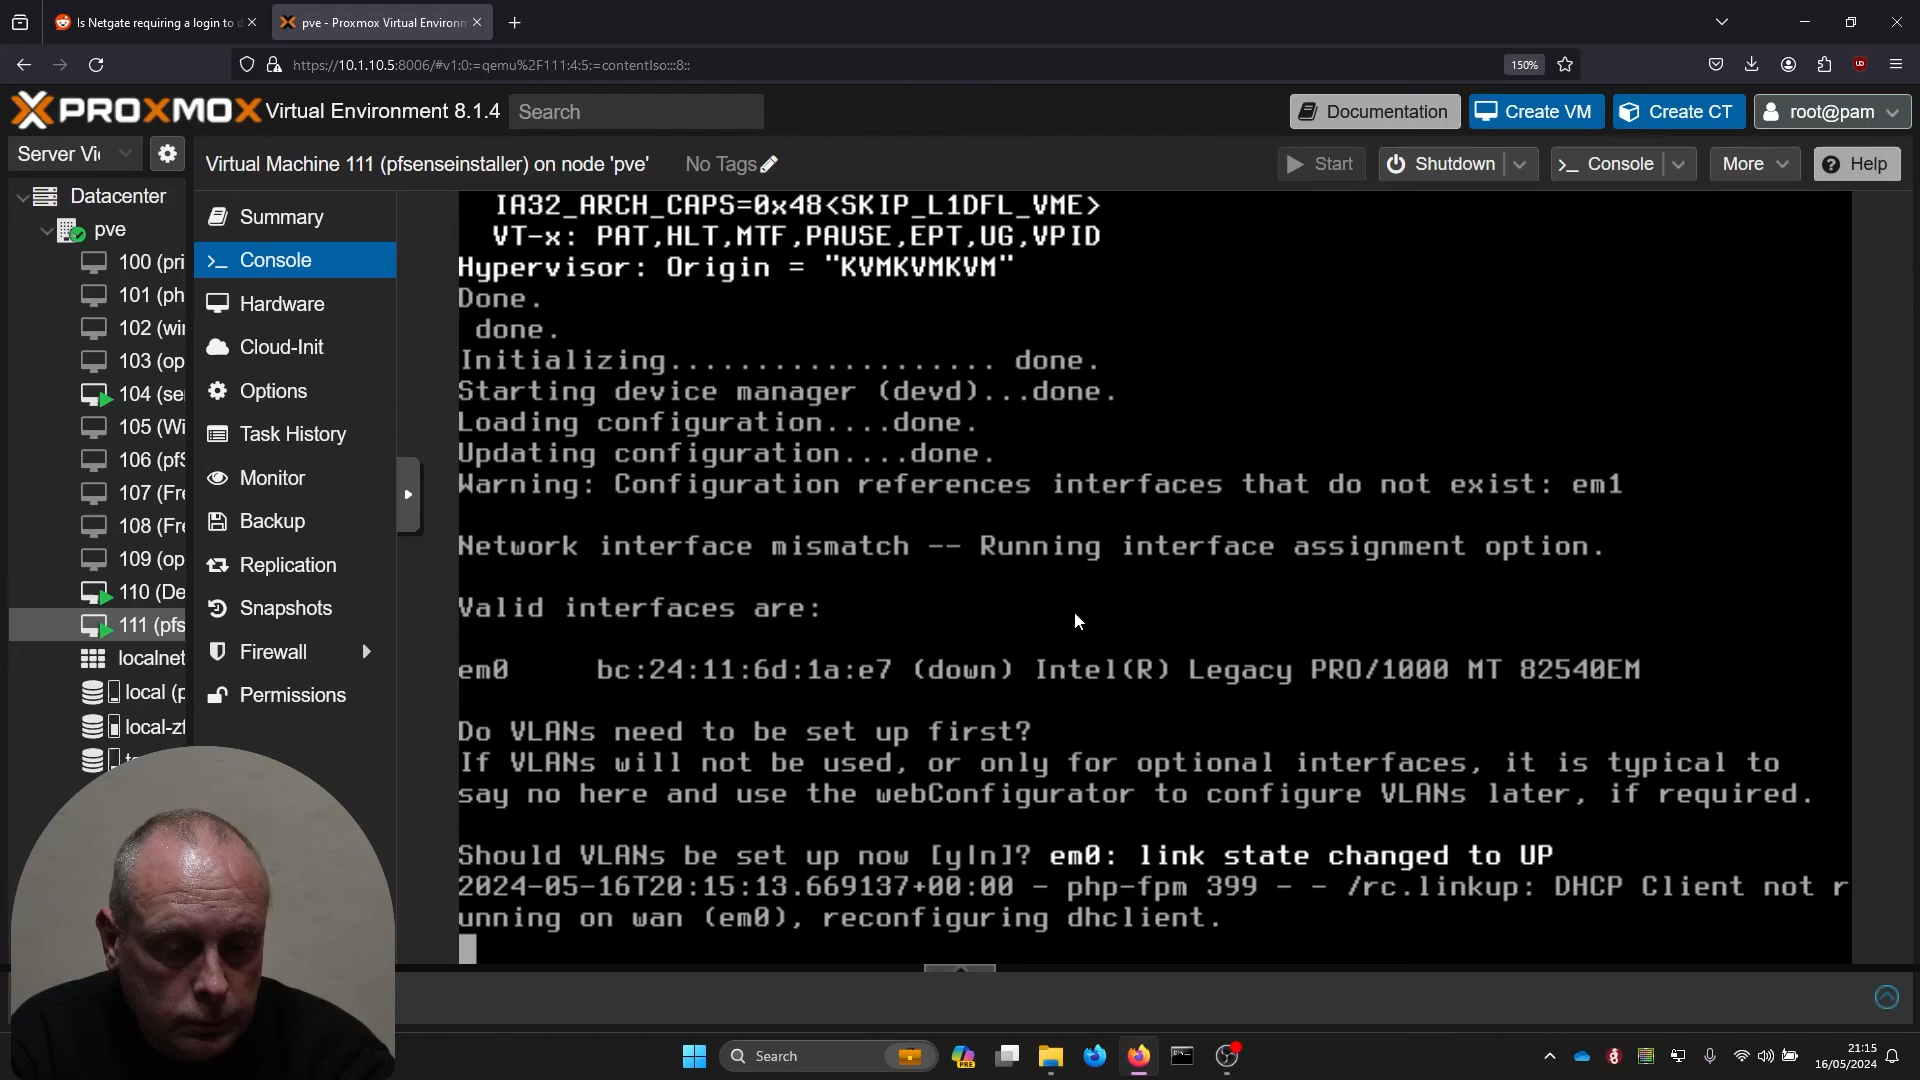 Is Netgate requiring a login to d
pve - Proxmox Virtual Environm
https://10.1.10.5:8006/#v1:0:=qemu%2F111:4:5:=contentIso:::8::
150%
PROXMOX Virtual Environment 8.1.4
Search
Documentation
Create VM
Create CT
root@pam
Server Vi
Virtual Machine 111 (pfsenseinstaller) on node 'pve'
No Tags
Start
Shutdown
Console
More
Help
Datacenter
pve
100 (pri
101 (ph
102 (wi
103 (op
104 (se
105 (Wi
106 (pfS
107 (Fre
108 (Fre
109 (op
110 (De
111 (pfs
localnet
local (p
local-zf
Summary
Console
Hardware
Cloud-Init
Options
Task History
Monitor
Backup
Replication
Snapshots
Firewall
Permissions
IA32_ARCH_CAPS=0x48<SKIP_L1DFL_VME>
VT-x: PAT,HLT,MTF,PAUSE,EPT,UG,VPID
Hypervisor: Origin = "KVMKVMKVM"
Done.
done.
Initializing................... done.
Starting device manager (devd)...done.
Loading configuration....done.
Updating configuration....done.
Warning: Configuration references interfaces that do not exist: em1
Network interface mismatch -- Running interface assignment option.
Valid interfaces are:
em0 bc:24:11:6d:1a:e7 (down) Intel(R) Legacy PRO/1000 MT 82540EM
Do VLANs need to be set up first?
If VLANs will not be used, or only for optional interfaces, it is typical to
say no here and use the webConfigurator to configure VLANs later, if required.
Should VLANs be set up now [y|n]? em0: link state changed to UP
2024-05-16T20:15:13.669137+00:00 - php-fpm 399 - - /rc.linkup: DHCP Client not r
unning on wan (em0), reconfiguring dhclient.
Search
21:15
16/05/2024